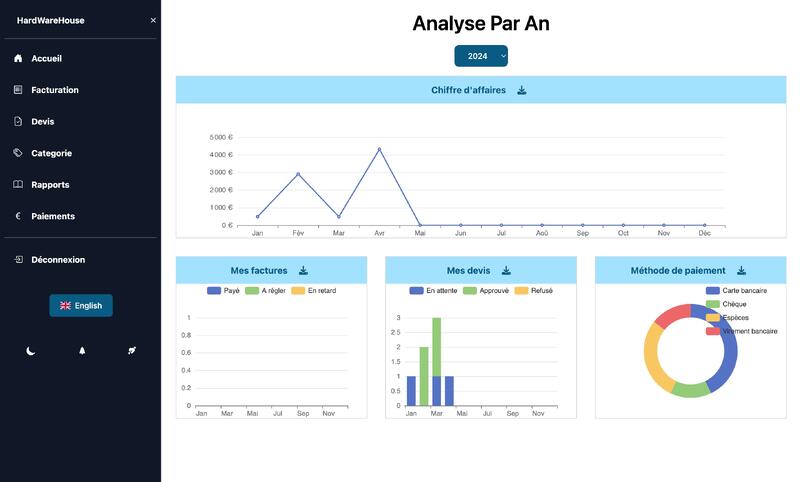 HardWareHouse ×
Accueil
Facturation
Devis
Categorie
Rapports
Paiements
Déconnexion
English
Analyse Par An
2024
Chiffre d'affaires
5 000 €
4 000 €
3 000 €
2 000 €
1 000 €
0 €
Jan Fév Mar Avr Mai Jun Jul Aoû Sep Oct Nov Déc
Mes factures
Payé A régler En retard
1
0.8
0.6
0.4
0.2
0
Jan Mar Mai Jul Sep Nov
Mes devis
En attente Approuvé Refusé
3
2.5
2
1.5
1
0.5
0
Jan Mar Mai Jul Sep Nov
Méthode de paiement
Carte bancaire
Chèque
Espèces
Virement bancaire